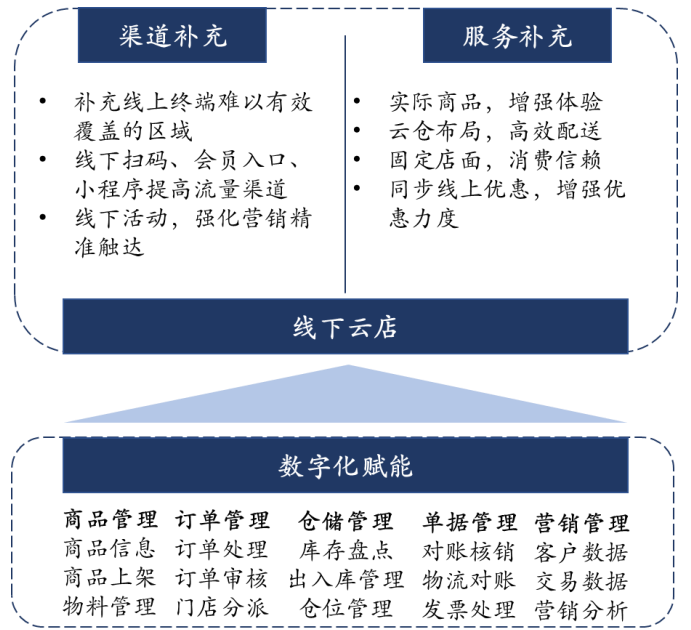 渠道补充
• 补充线上终端难以有效
覆盖的区域
• 线下扫码、会员入口、
小程序提高流量渠道
• 线下活动，强化营销精
准触达
服务补充
• 实际商品，增强体验
• 云仓布局，高效配送
• 固定店面，消费信赖
• 同步线上优惠，增强优
惠力度
线下云店
数字化赋能
商品管理 订单管理 仓储管理 单据管理 营销管理
商品信息 订单处理 库存盘点 对账核销 客户数据
商品上架 订单审核 出入库管理 物流对账 交易数据
物料管理 门店分派 仓位管理 发票处理 营销分析